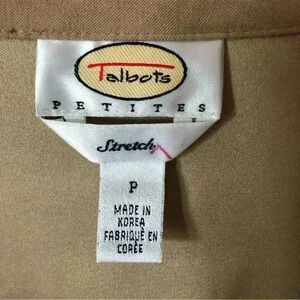 Talbots
PETITES
Stretch
P
MADE IN
KOREA
FABRIQUÉ EN
CORÉE